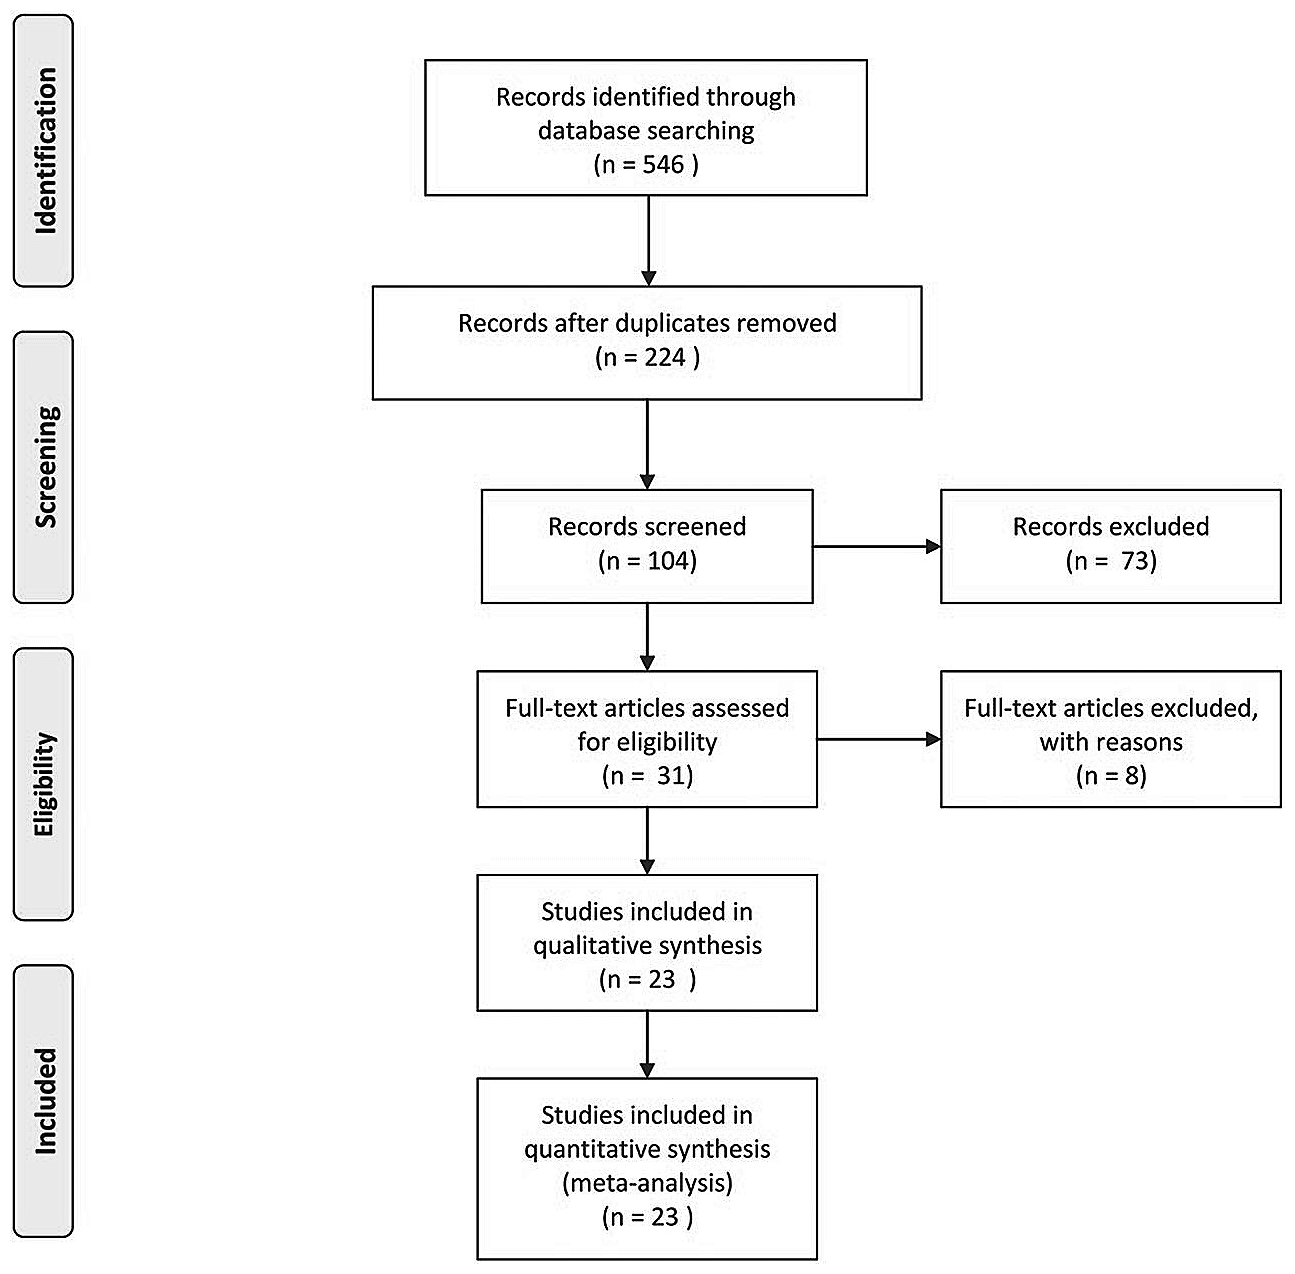 Identification
Records identified through
database searching
(n = 546 )
Records after duplicates removed
(n = 224 )
Screening
Records screened
(n = 104)
Records excluded
(n =  73)
Eligibility
Full-text articles assessed
for eligibility
(n =  31)
Full-text articles excluded,
with reasons
(n = 8)
Studies included in
qualitative synthesis
(n = 23  )
Included
Studies included in
quantitative synthesis
(meta-analysis)
(n = 23 )